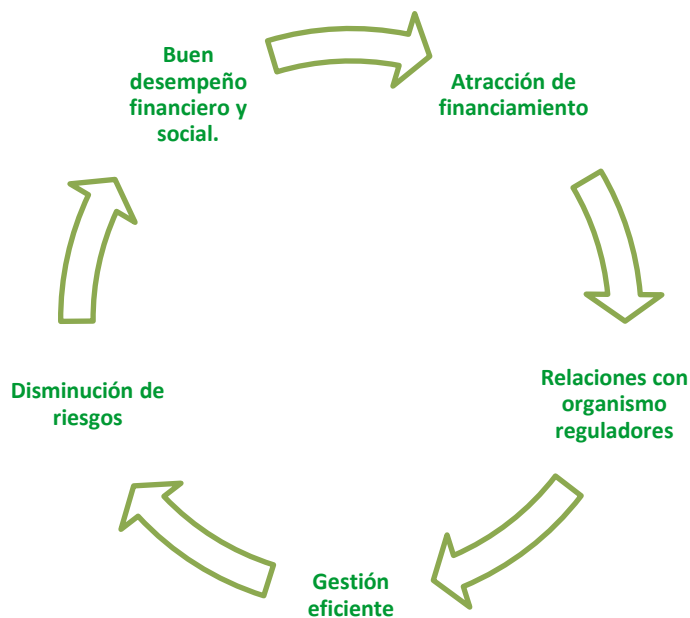 Buen
desempeño
financiero y
social.
Atracción de
financiamiento
Relaciones con
organismo
reguladores
Gestión
eficiente
Disminución de
riesgos